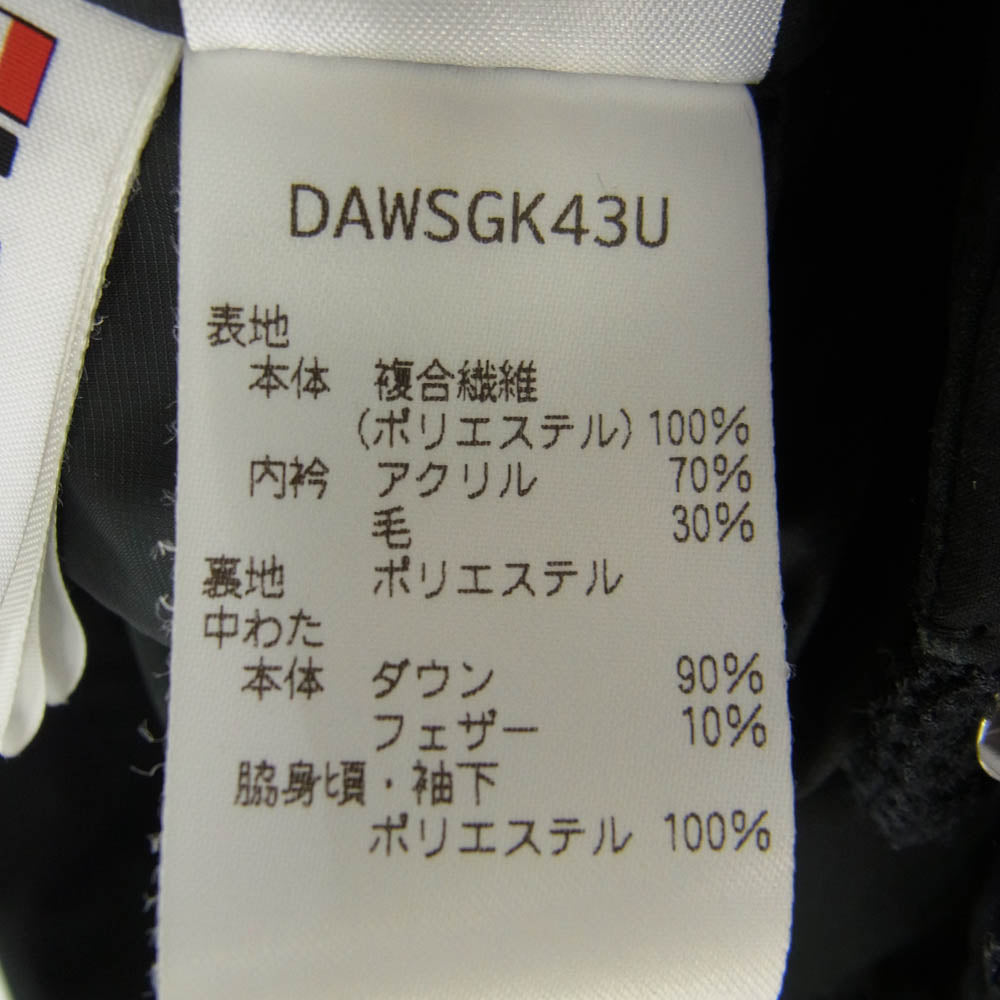 DAWSGK43U
表地
本体 複合繊維
(ポリエステル) 100%
内衿 アクリル 70%
毛 30%
裏地 ポリエステル
中わた
本体 ダウン 90%
フェザー 10%
脇身頃・袖下
ポリエステル 100%